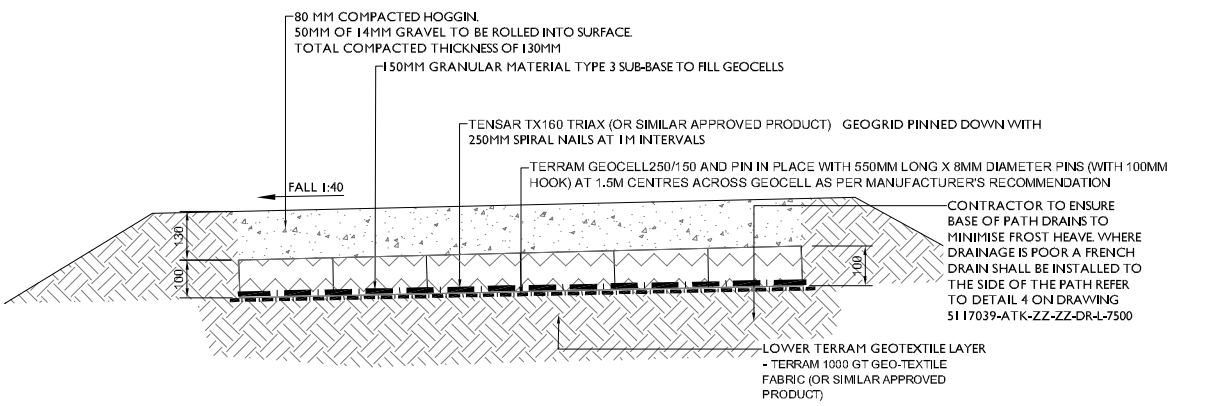 80 MM COMPACTED HOGGIN.
50MM OF 14MM GRAVEL TO BE ROLLED INTO SURFACE.
TOTAL COMPACTED THICKNESS OF 130MM
150MM GRANULAR MATERIAL TYPE 3 SUB-BASE TO FILL GEOCELLS
TENSAR TX160 TRIAX (OR SIMILAR APPROVED PRODUCT) GEOGRID PINNED DOWN WITH
250MM SPIRAL NAILS AT 1M INTERVALS
TERRAM GEOCELL250/150 AND PIN IN PLACE WITH 550MM LONG X 8MM DIAMETER PINS (WITH 100MM
HOOK) AT 1.5M CENTRES ACROSS GEOCELL AS PER MANUFACTURER'S RECOMMENDATION
FALL 1:40
CONTRACTOR TO ENSURE
BASE OF PATH DRAINS TO
MINIMISE FROST HEAVE. WHERE
DRAINAGE IS POOR A FRENCH
DRAIN SHALL BE INSTALLED TO
THE SIDE OF THE PATH REFER
TO DETAIL 4 ON DRAWING
5117039-ATK-ZZ-ZZ-DR-L-7500
130
100
100
LOWER TERRAM GEOTEXTILE LAYER
- TERRAM 1000 GT GEO-TEXTILE
FABRIC (OR SIMILAR APPROVED
PRODUCT)